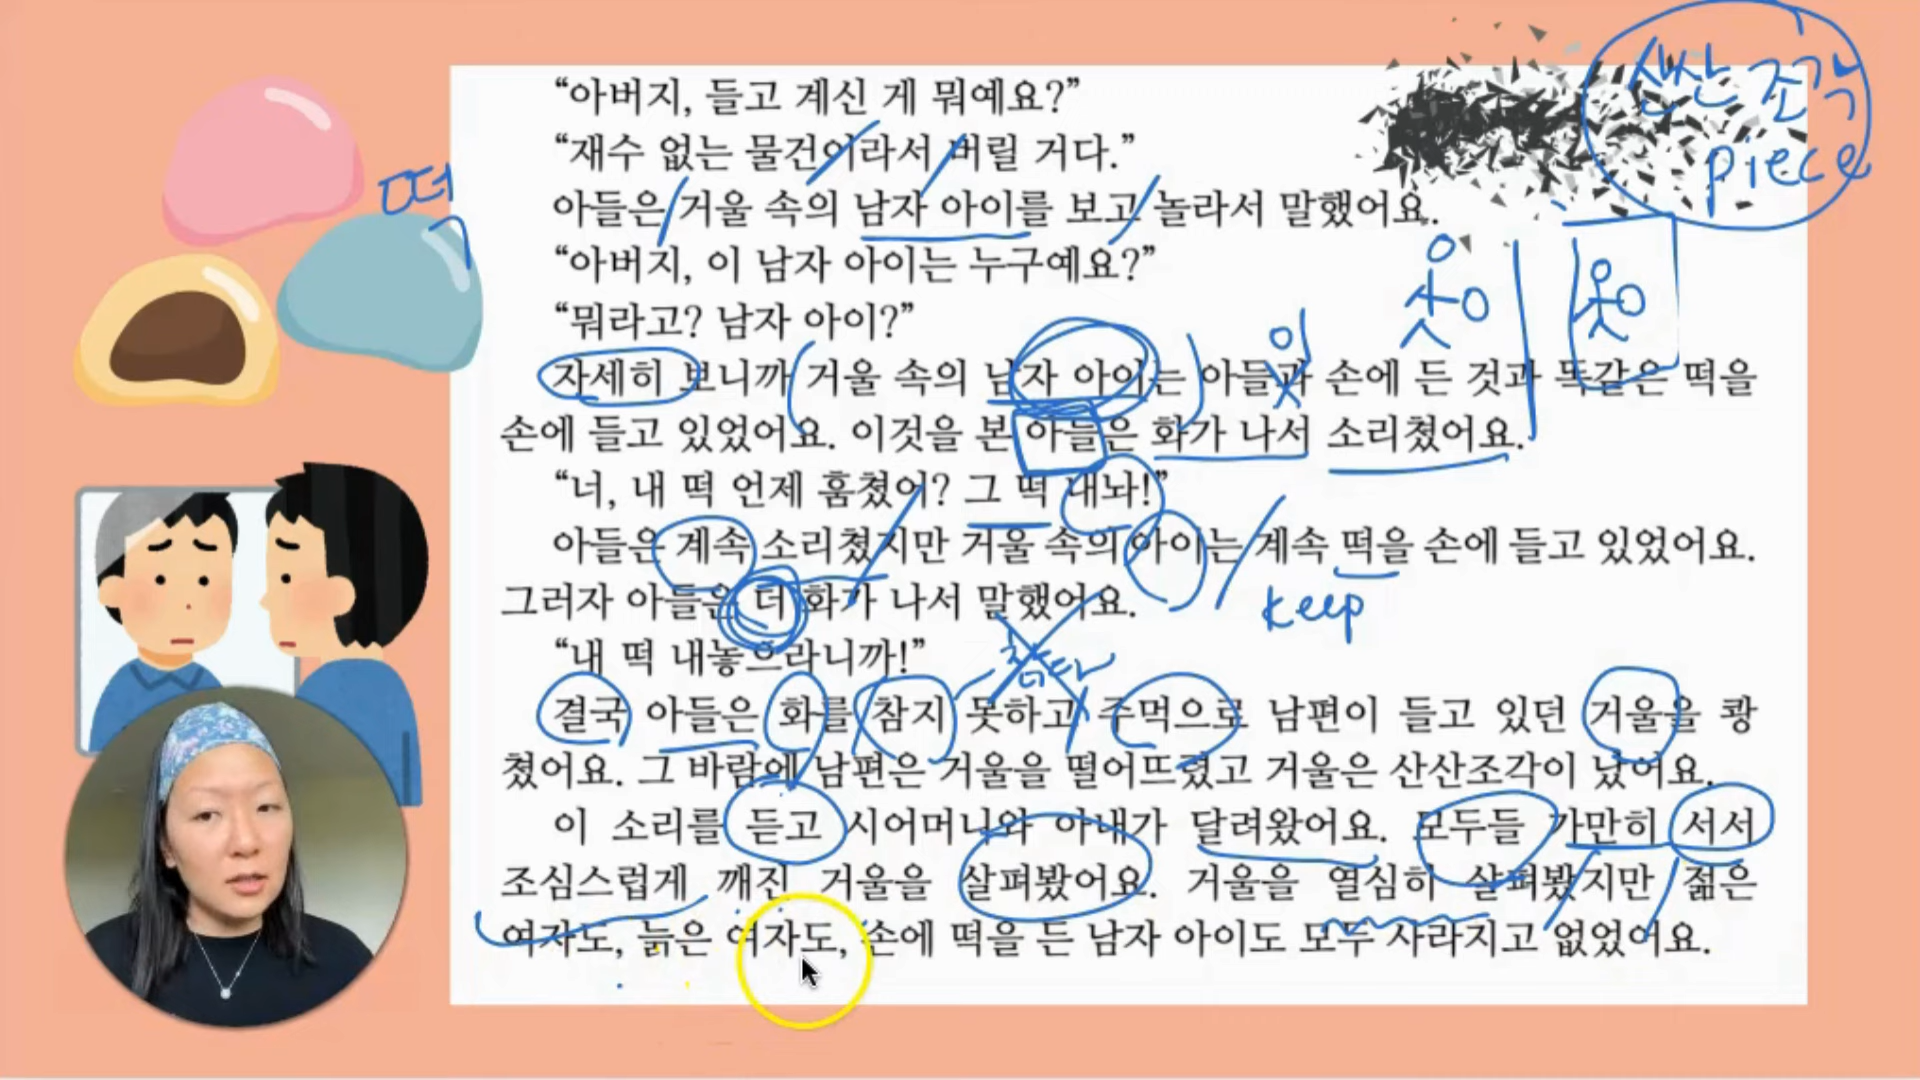 산산 조각
piece
떡
“아버지, 들고 계신 게 뭐예요?”
“재수 없는 물건이라서 버릴 거다.”
아들은 거울 속의 남자 아이를 보고 놀라서 말했어요.
“아버지, 이 남자 아이는 누구예요?”
“뭐라고? 남자 아이?”
자세히 보니까 거울 속의 남자 아이는 아들과 손에 든 것과 똑같은 떡을
손에 들고 있었어요. 이것을 본 아들은 화가 나서 소리쳤어요.
“너, 내 떡 언제 훔쳤어? 그 떡 내놔!”
아들은 계속 소리쳤지만 거울 속의 아이는 계속 떡을 손에 들고 있었어요.
그러자 아들은 더 화가 나서 말했어요.
keep
“내 떡 내놓으라니까!”
참다
결국 아들은 화를 참지 못하고 주먹으로 남편이 들고 있던 거울을 쾅
쳤어요. 그 바람에 남편은 거울을 떨어뜨렸고 거울은 산산조각이 났어요.
이 소리를 듣고 시어머니와 아내가 달려왔어요. 모두들 가만히 서서
조심스럽게 깨진 거울을 살펴봤어요. 거울을 열심히 살펴봤지만 젊은
여자도, 늙은 여자도, 손에 떡을 든 남자 아이도 모두 사라지고 없었어요.